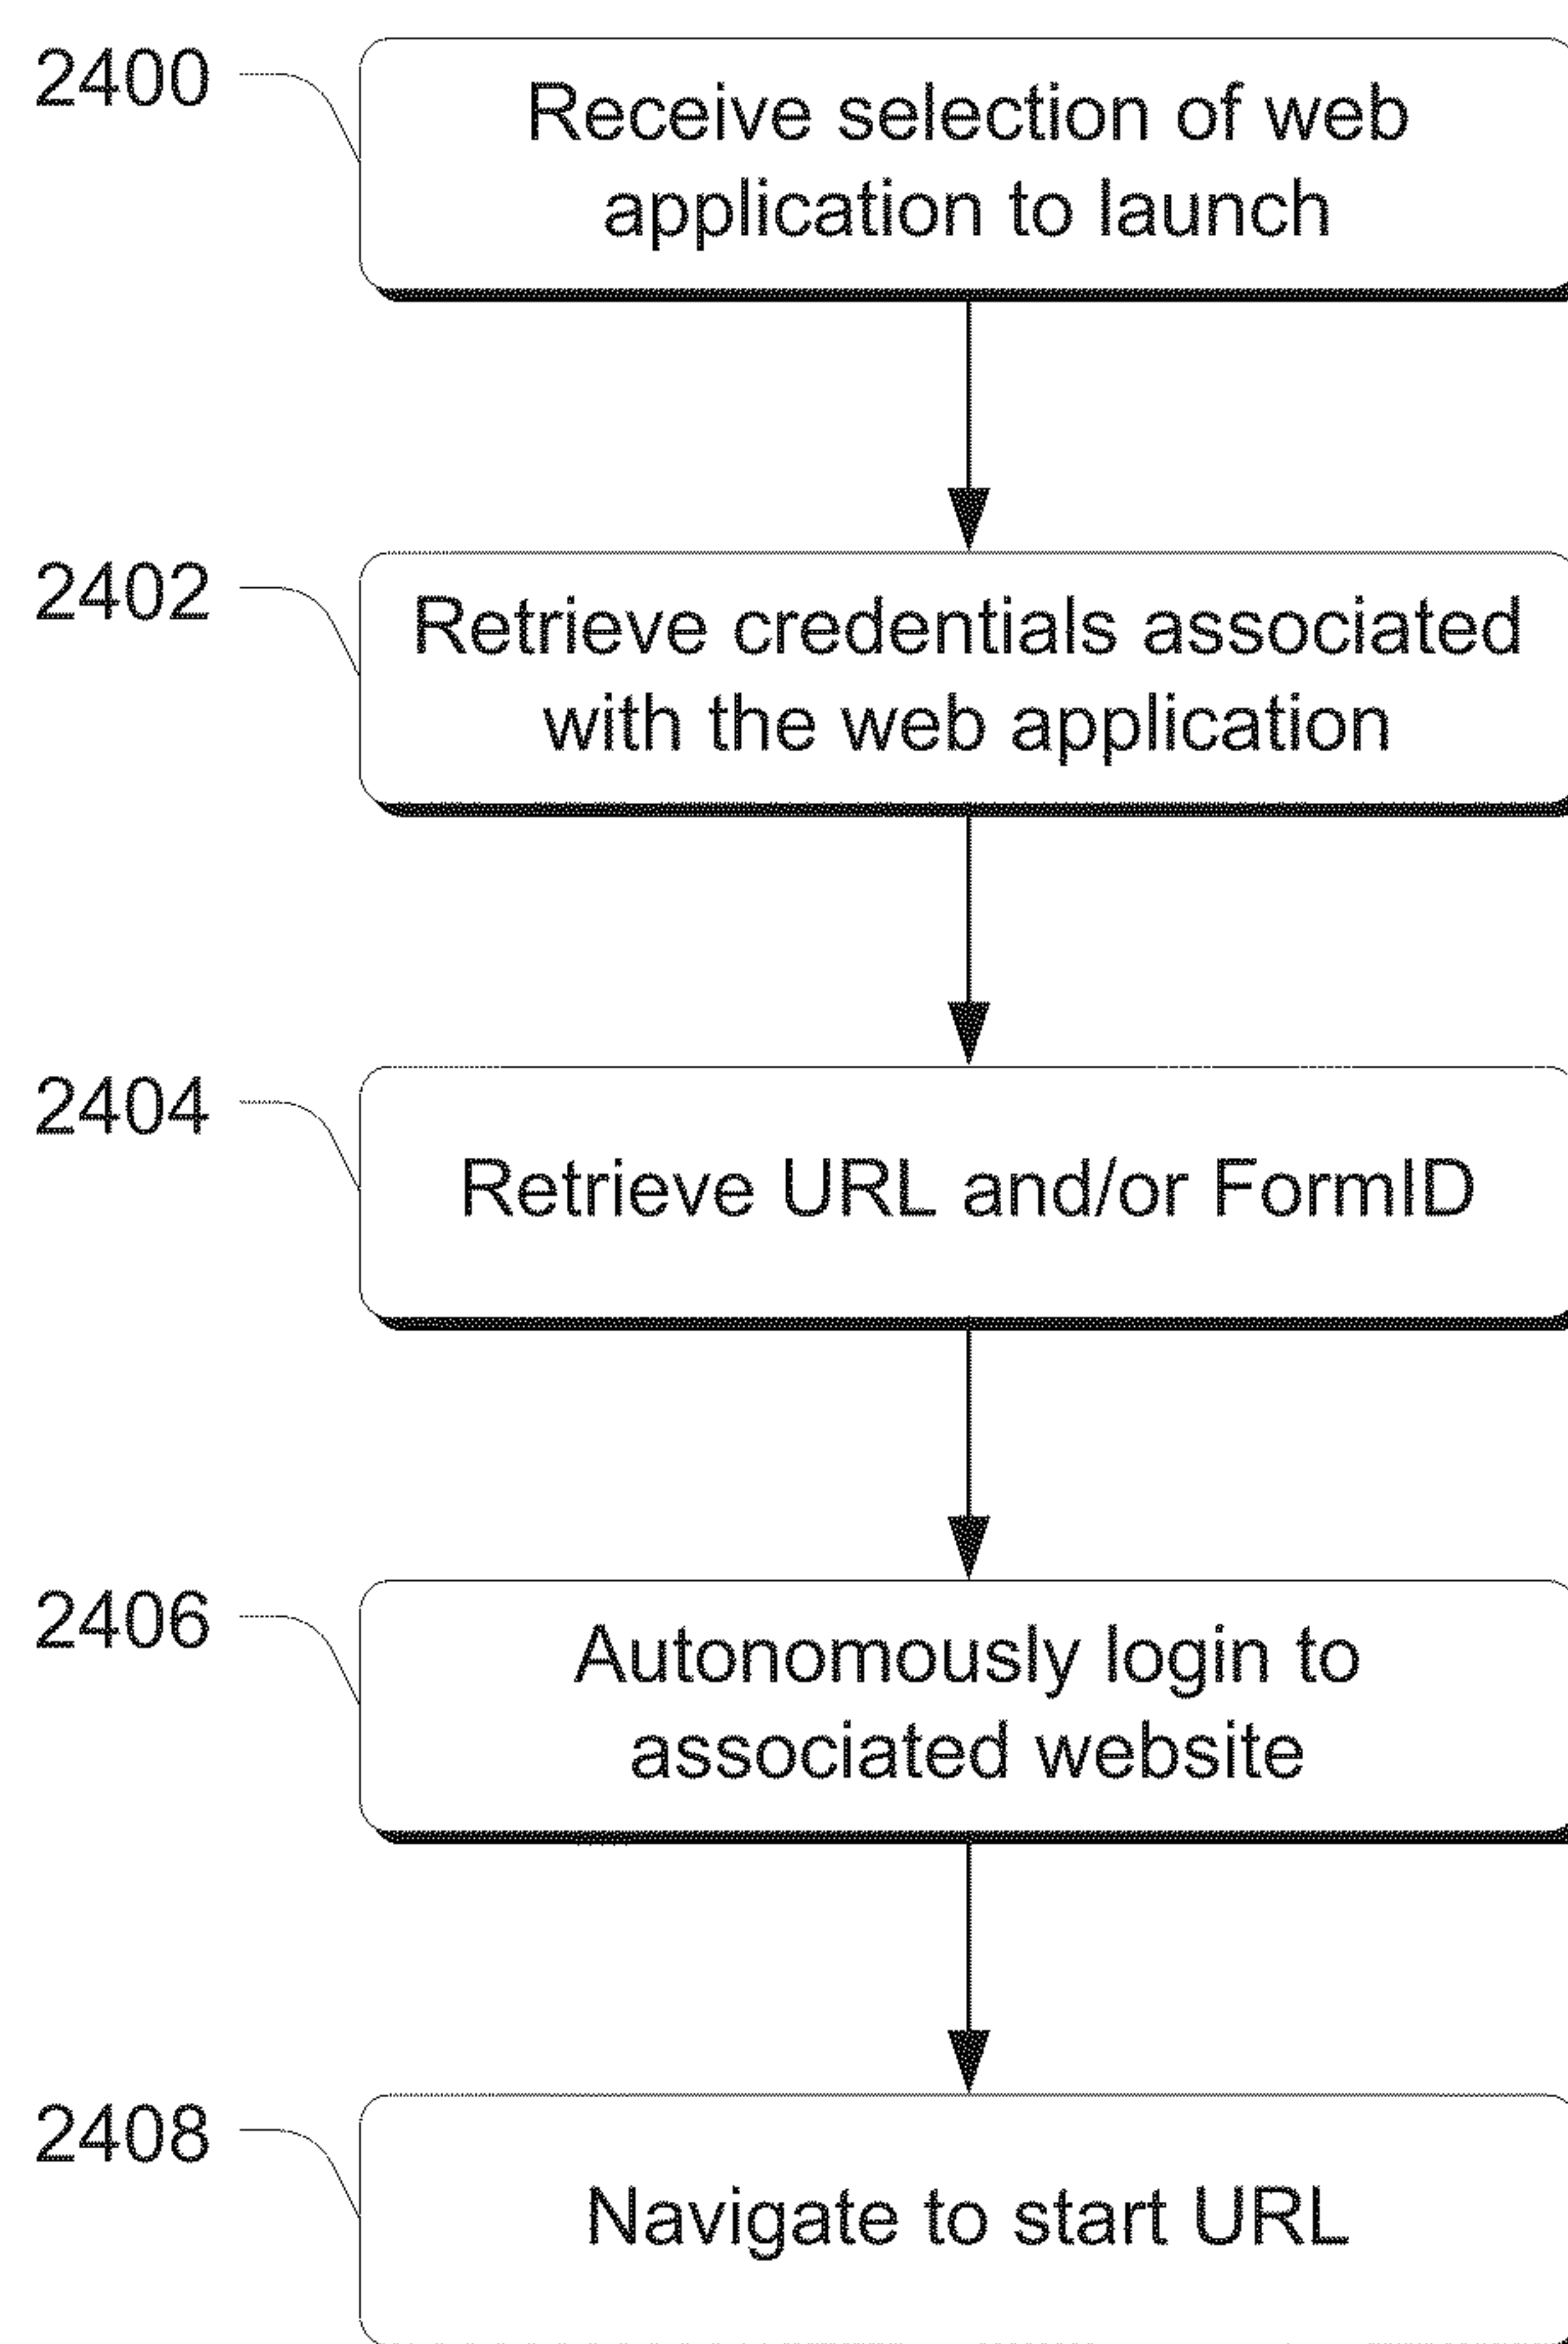 2400
Receive selection of web
application to launch
2402
Retrieve credentials associated
with the web application
2404
Retrieve URL and/or FormID
2406
Autonomously login to
associated website
2408
Navigate to start URL